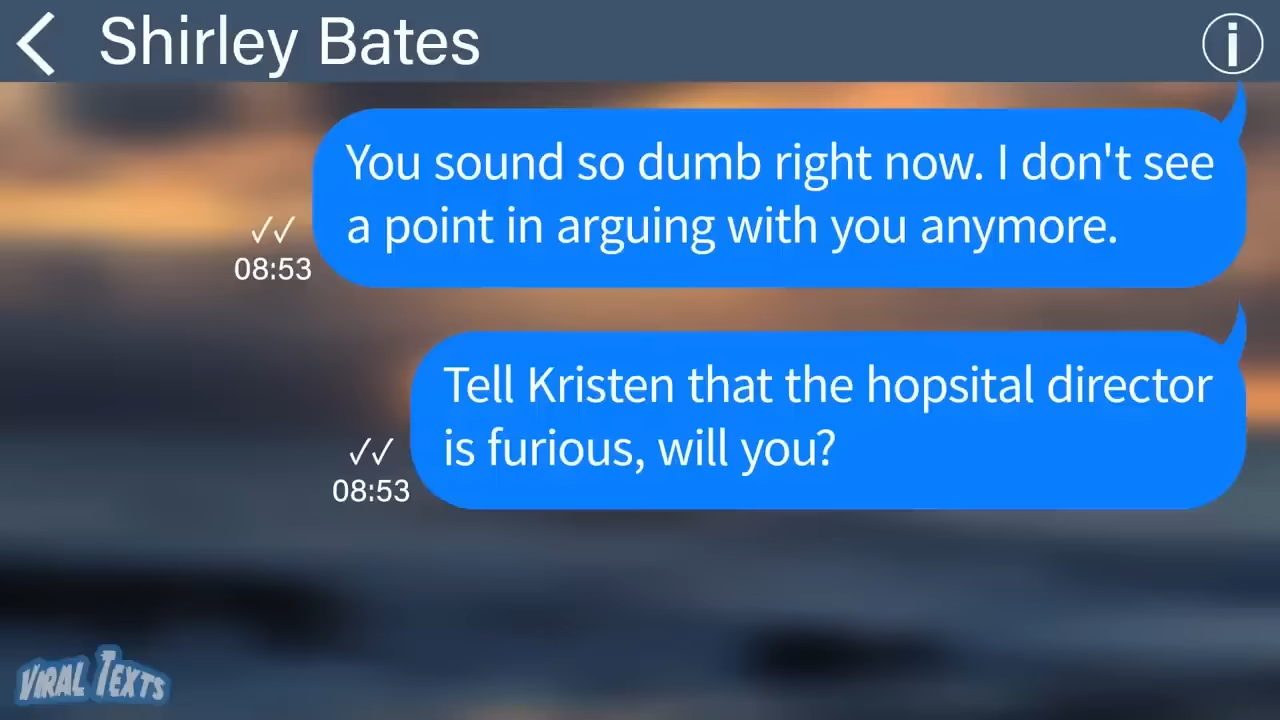 Shirley Bates
i
You sound so dumb right now. I don't see
a point in arguing with you anymore.
✓✓
08:53
Tell Kristen that the hopsital director
is furious, will you?
✓✓
08:53
VIRAL TEXTS